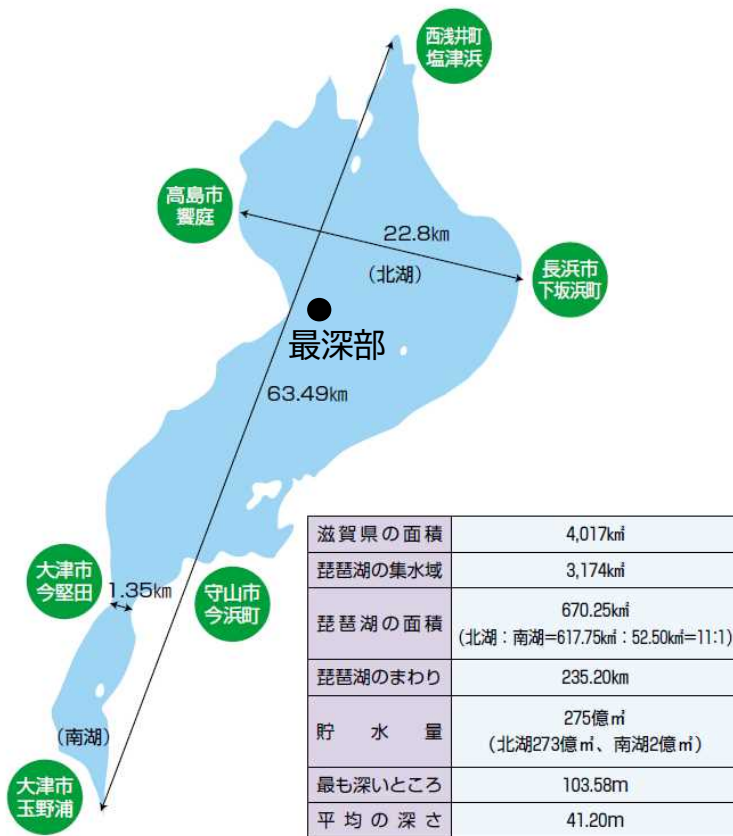 西浅井町
塩津浜
高島市
饗庭
22.8km
(北湖)
長浜市
下坂浜町
最深部
63.49km
大津市
今堅田
1.35km
守山市
今浜町
(南湖)
大津市
玉野浦
滋賀県の面積 4,017㎢
琵琶湖の集水域 3,174㎢
琵琶湖の面積 670.25㎢
(北湖:南湖=617.75㎢:52.50㎢=11:1)
琵琶湖のまわり 235.20km
貯水量 275億㎥
(北湖273億㎥、南湖2億㎥)
最も深いところ 103.58m
平均の深さ 41.20m